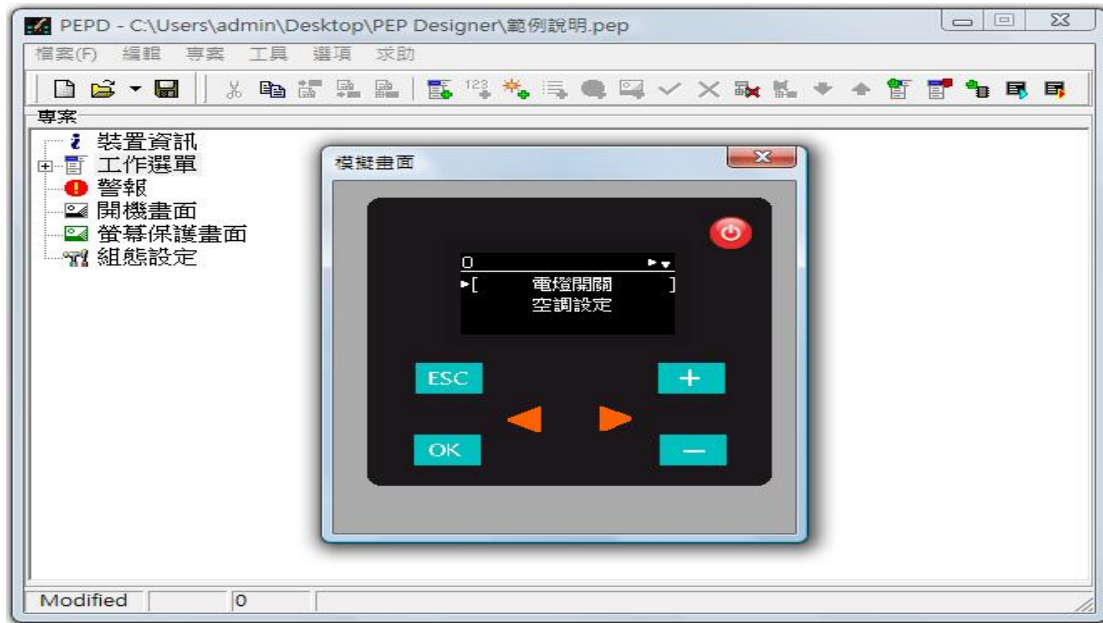 PEPD - C:\Users\admin\Desktop\PEP Designer\範例說明.pep
檔案(F) 編輯 專案 工具 選項 求助
123
專案
裝置資訊
工作選單
警報
開機畫面
螢幕保護畫面
組態設定
模擬畫面
0
[ 電燈開關 ]
空調設定
ESC +
OK −
Modified 0